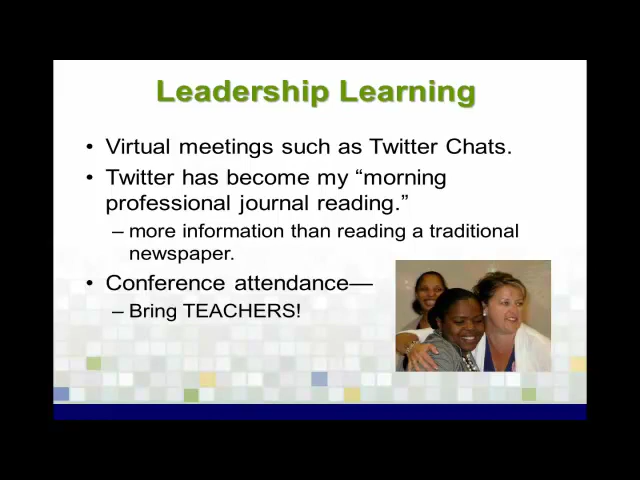 Leadership Learning
• Virtual meetings such as Twitter Chats.
• Twitter has become my “morning
professional journal reading.”
– more information than reading a traditional
newspaper.
• Conference attendance—
– Bring TEACHERS!